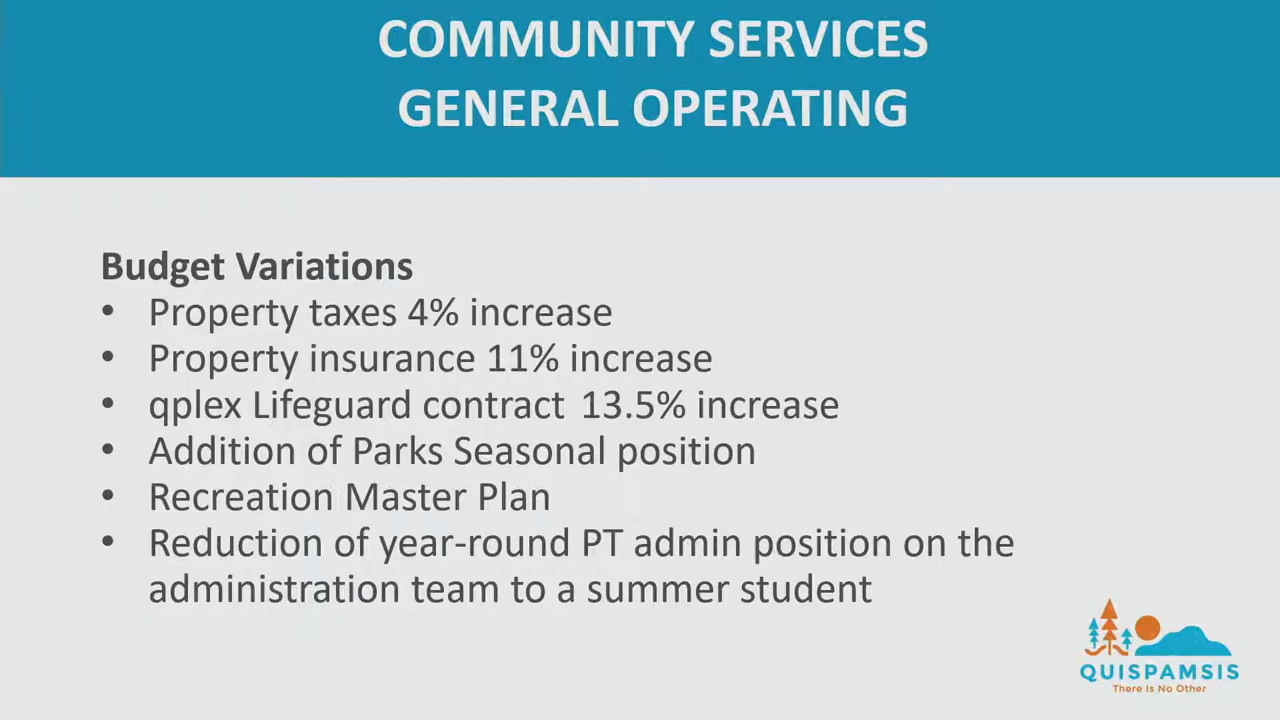 COMMUNITY SERVICES
GENERAL OPERATING
Budget Variations
• Property taxes 4% increase
• Property insurance 11% increase
• qplex Lifeguard contract 13.5% increase
• Addition of Parks Seasonal position
• Recreation Master Plan
• Reduction of year-round PT admin position on the
administration team to a summer student
QUISPAMSIS
There Is No Other